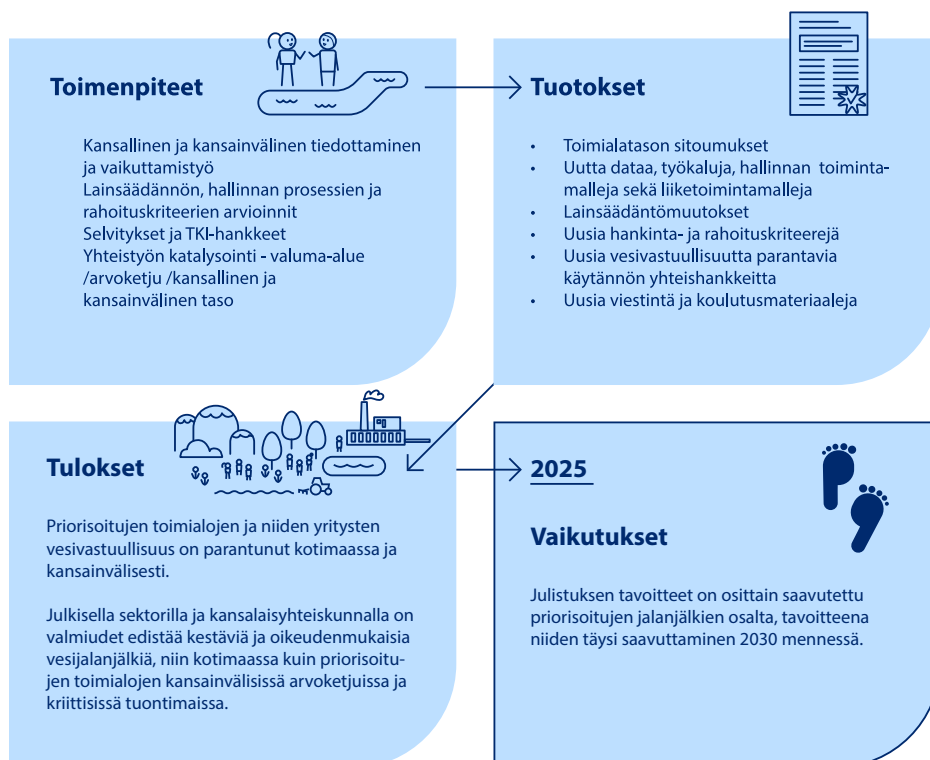 Toimenpiteet
Kansallinen ja kansainvälinen tiedottaminen
ja vaikuttamistyö
Lainsäädännön, hallinnan prosessien ja
rahoituskriteerien arvioinnit
Selvitykset ja TKI-hankkeet
Yhteistyön katalysointi - valuma-alue
/arvoketju /kansallinen ja
kansainvälinen taso
Tuotokset
• Toimialatason sitoumukset
• Uutta dataa, työkaluja, hallinnan toiminta-
malleja sekä liiketoimintamalleja
• Lainsäädäntömuutokset
• Uusia hankinta- ja rahoituskriteerejä
• Uusia vesivastuullisuutta parantavia
käytännön yhteishankkeitta
• Uusia viestintä ja koulutusmateriaaleja
Tulokset
Priorisoitujen toimialojen ja niiden yritysten
vesivastuullisuus on parantunut kotimaassa ja
kansainvälisesti.
Julkisella sektorilla ja kansalaisyhteiskunnalla on
valmiudet edistää kestäviä ja oikeudenmukaisia
vesijalanjälkiä, niin kotimaassa kuin priorisoitu-
jen toimialojen kansainvälisissä arvoketjuissa ja
kriittisissä tuontimaissa.
2025
Vaikutukset
Julistuksen tavoitteet on osittain saavutettu
priorisoitujen jalanjälkien osalta, tavoitteena
niiden täysi saavuttaminen 2030 mennessä.